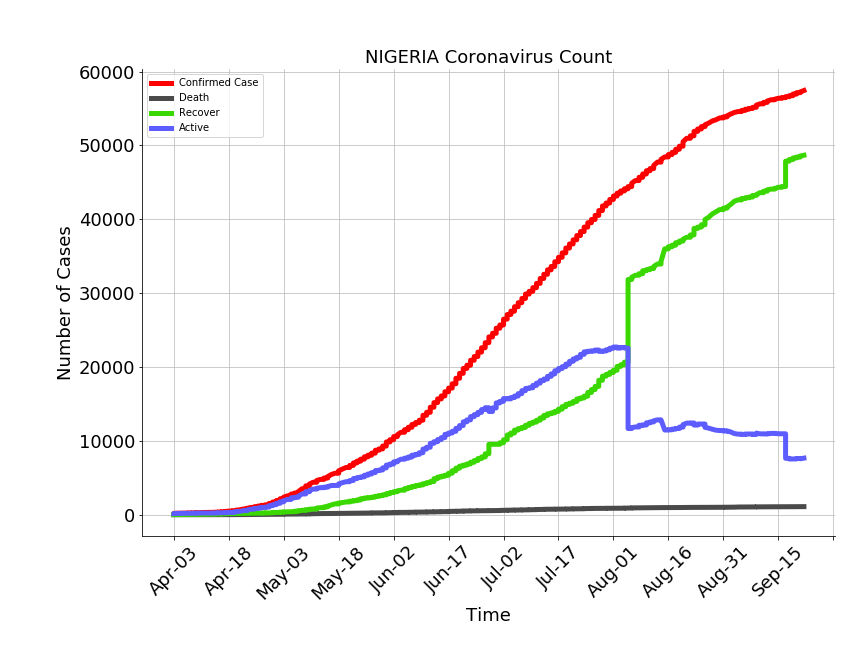 NIGERIA Coronavirus Count
Confirmed Case
Death
Recover
Active
Number of Cases
60000
50000
40000
30000
20000
10000
0
Apr-03
Apr-18
May-03
May-18
Jun-02
Jun-17
Jul-02
Jul-17
Aug-01
Aug-16
Aug-31
Sep-15
Time